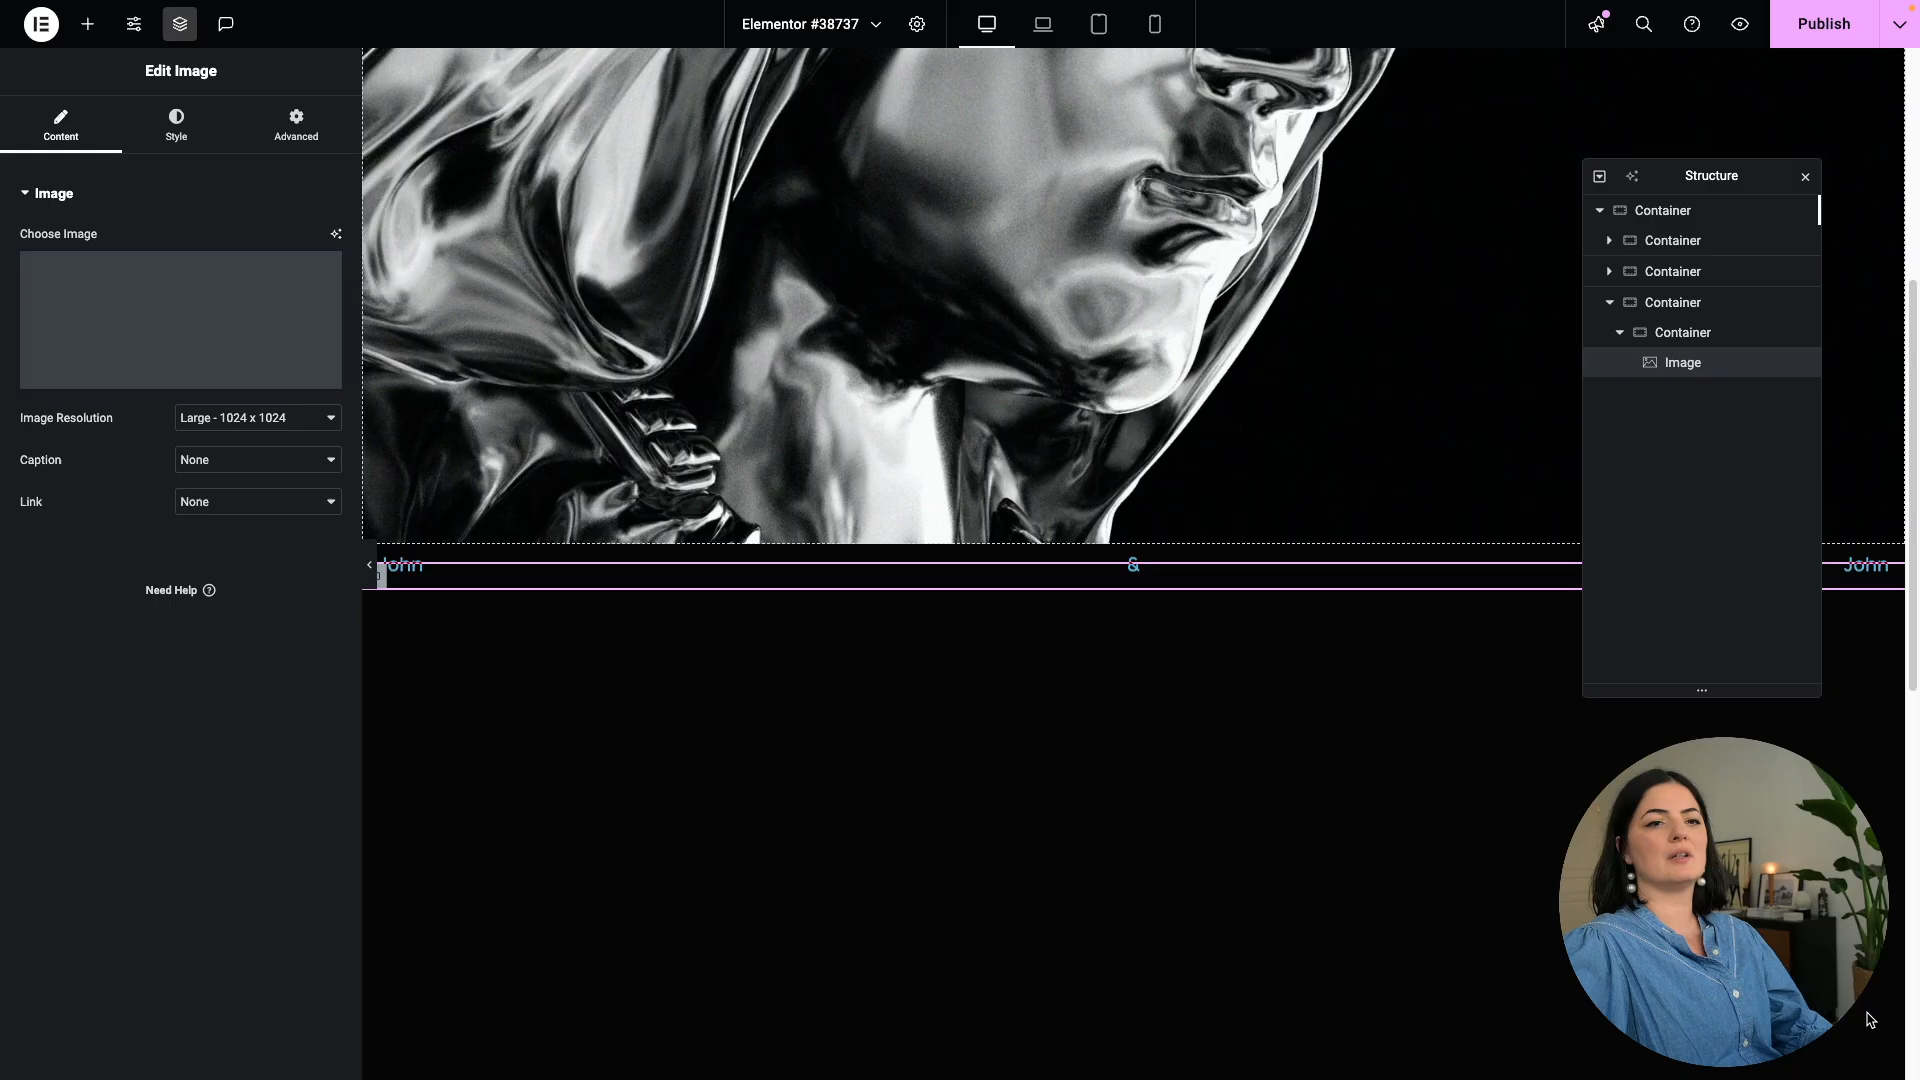 Elementor #38737
Publish
Edit Image
Content
Style
Advanced
Image
Choose Image
Image Resolution
Large - 1024 x 1024
Caption
None
Link
None
Need Help
Structure
Container
Container
Container
Container
Container
Image
John
&
John